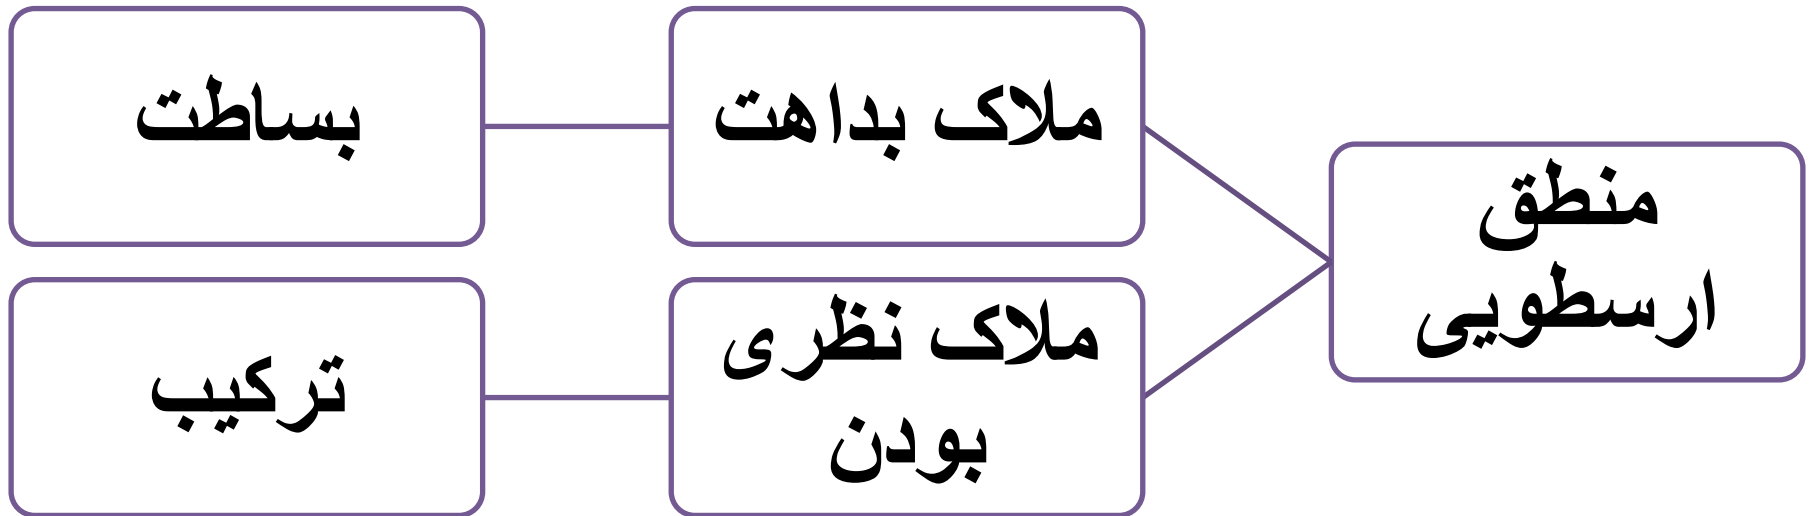 منطق
ارسطویی
ملاک بداهت
بساطت
ملاک نظری
بودن
ترکیب